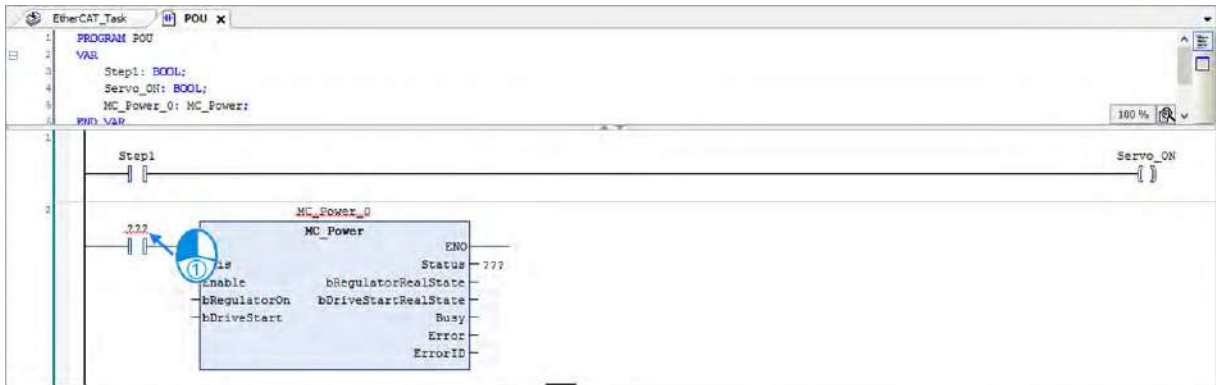 EtherCAT_Task POU x
1 PROGRAM POU
2 VAR
3 Step1: BOOL;
4 Servo_ON: BOOL;
5 MC_Power_0: MC_Power;
END_VAR
100 %
1
Step1 Servo_ON
2
MC_Power_0
??? MC_Power
ENO
Status ???
1
Enable bRegulatorRealState
bRegulatorOn bDriveStartRealState
bDriveStart Busy
Error
ErrorID